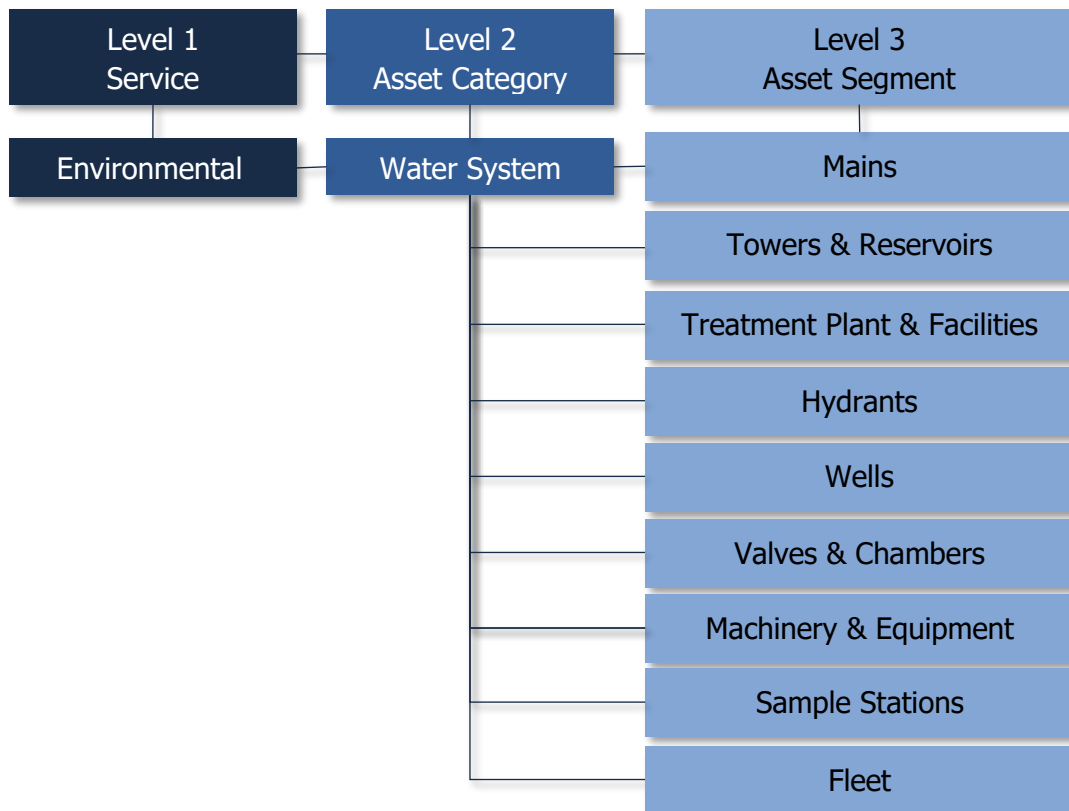 Level 1
Service
Level 2
Asset Category
Level 3
Asset Segment
Environmental
Water System
Mains
Towers & Reservoirs
Treatment Plant & Facilities
Hydrants
Wells
Valves & Chambers
Machinery & Equipment
Sample Stations
Fleet